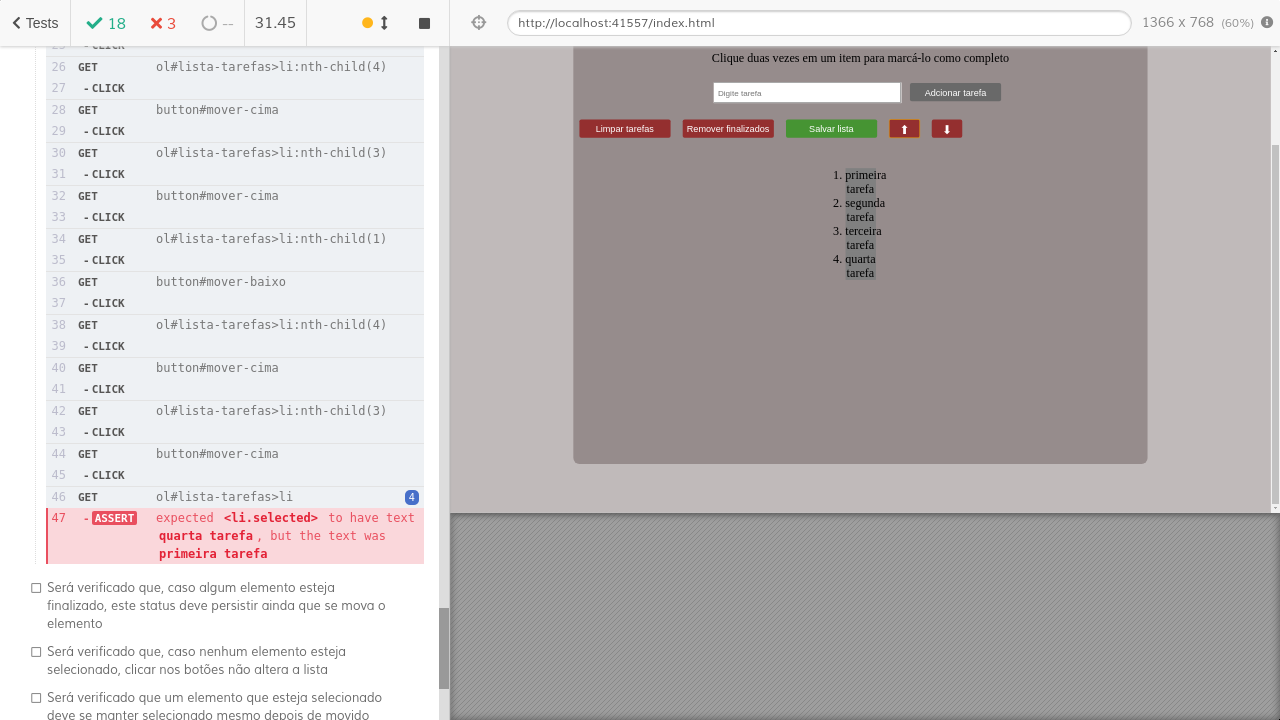 Tests 18 3 -- 31.45 http://localhost:41557/index.html 1366 x 768 (60%)
- CLICK
26 GET ol#lista-tarefas>li:nth-child(4)
27 - CLICK
28 GET button#mover-cima
29 - CLICK
30 GET ol#lista-tarefas>li:nth-child(3)
31 - CLICK
32 GET button#mover-cima
33 - CLICK
34 GET ol#lista-tarefas>li:nth-child(1)
35 - CLICK
36 GET button#mover-baixo
37 - CLICK
38 GET ol#lista-tarefas>li:nth-child(4)
39 - CLICK
40 GET button#mover-cima
41 - CLICK
42 GET ol#lista-tarefas>li:nth-child(3)
43 - CLICK
44 GET button#mover-cima
45 - CLICK
46 GET ol#lista-tarefas>li 4
47 - ASSERT expected <li.selected> to have text
quarta tarefa , but the text was
primeira tarefa
Será verificado que, caso algum elemento esteja
finalizado, este status deve persistir ainda que se mova o
elemento
Será verificado que, caso nenhum elemento esteja
selecionado, clicar nos botões não altera a lista
Será verificado que um elemento que esteja selecionado
deve se manter selecionado mesmo depois de movido
Clique duas vezes em um item para marcá-lo como completo
Digite tarefa Adcionar tarefa
Limpar tarefas Remover finalizados Salvar lista ⬆ ⬇
1. primeira
tarefa
2. segunda
tarefa
3. terceira
tarefa
4. quarta
tarefa